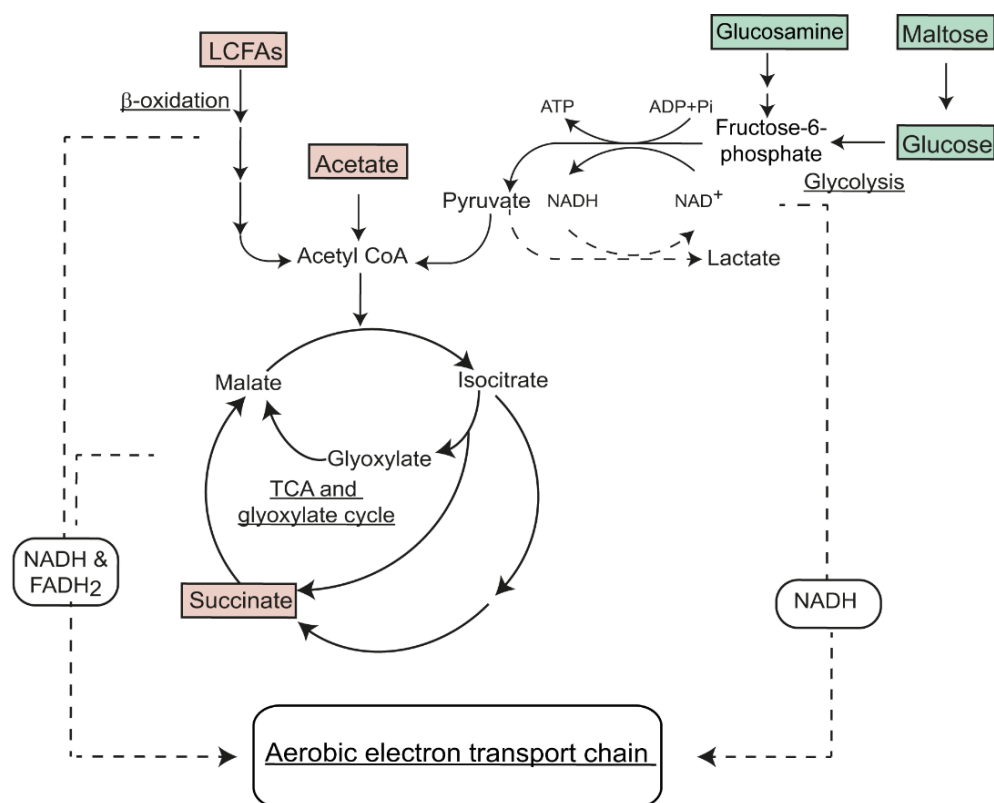 Glucosamine
Maltose
LCFAs
β-oxidation
ATP
ADP+Pi
Fructose-6-
phosphate
Glucose
Acetate
Glycolysis
Pyruvate
NADH
NAD+
Acetyl CoA
Lactate
Malate
Isocitrate
Glyoxylate
TCA and
glyoxylate cycle
NADH &
FADH2
Succinate
NADH
Aerobic electron transport chain